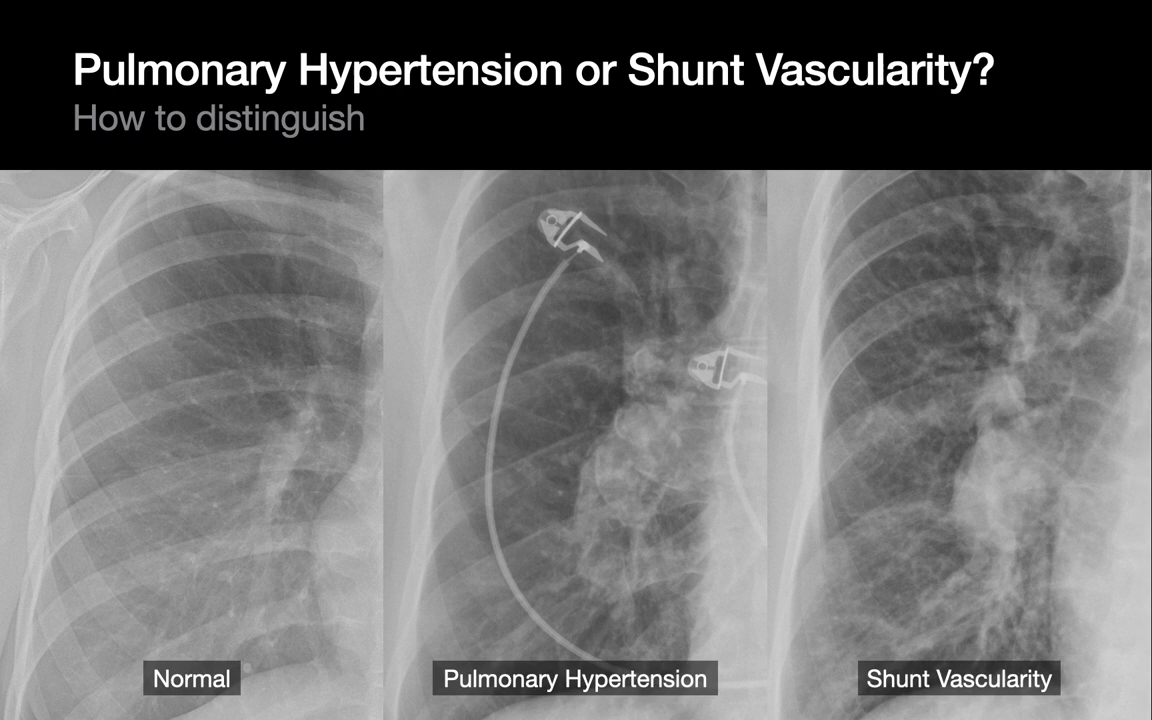 Pulmonary Hypertension or Shunt Vascularity?
How to distinguish
Normal
Pulmonary Hypertension
Shunt Vascularity